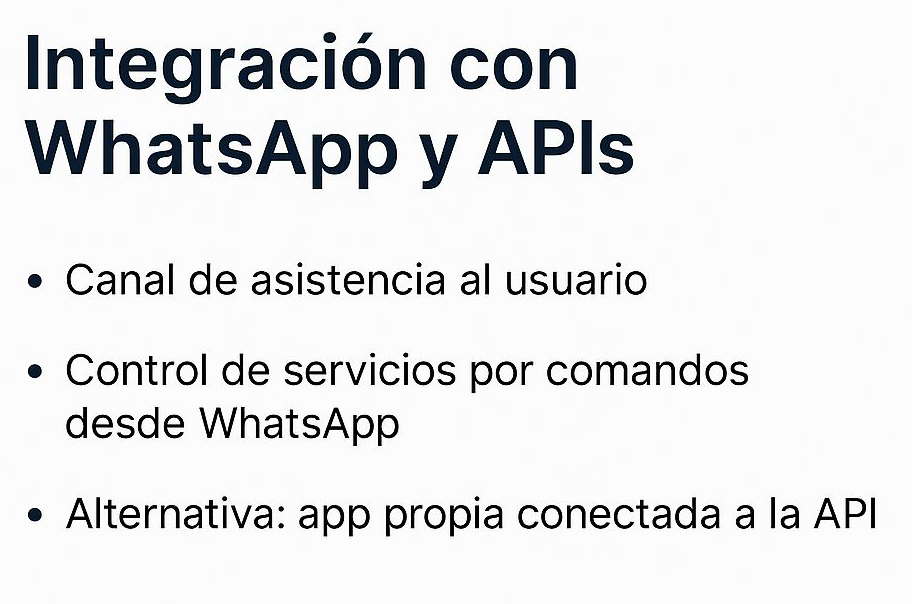 Integración con
WhatsApp y APIs
• Canal de asistencia al usuario
• Control de servicios por comandos
desde WhatsApp
• Alternativa: app propia conectada a la API